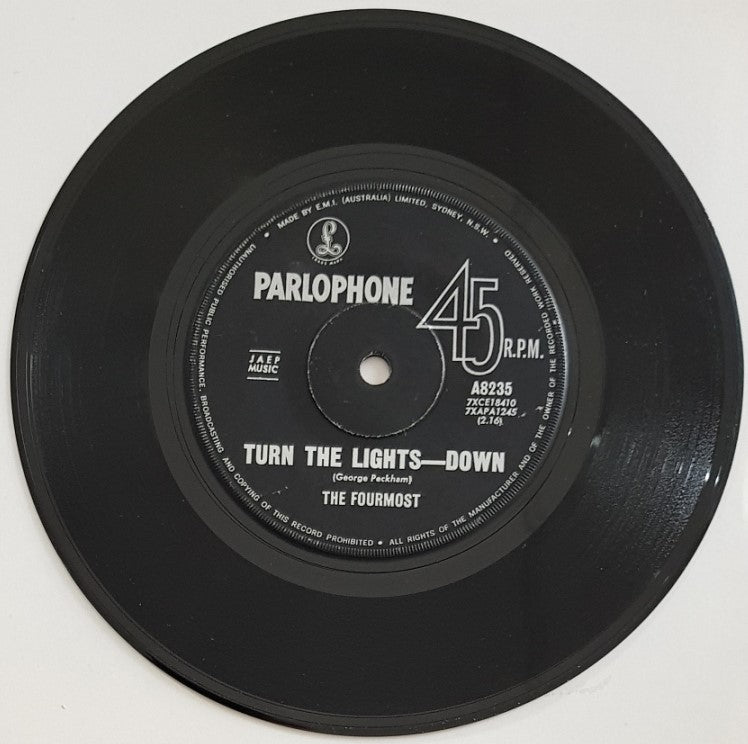 MADE BY E.M.I. (AUSTRALIA) LIMITED, SYDNEY, N.S.W. •
UNAUTHORISED PUBLIC PERFORMANCE, BROADCASTING AND COPYING OF THIS RECORD PROHIBITED • ALL RIGHTS OF THE MANUFACTURER AND OF THE OWNER OF THE RECORDED WORK RESERVED •
£
TRADE MARK
PARLOPHONE
45
R.P.M.
JAEP
MUSIC
A8235
7XCE18410
7XAPA1245
(2.16)
TURN THE LIGHTS—DOWN
(George Peckham)
THE FOURMOST